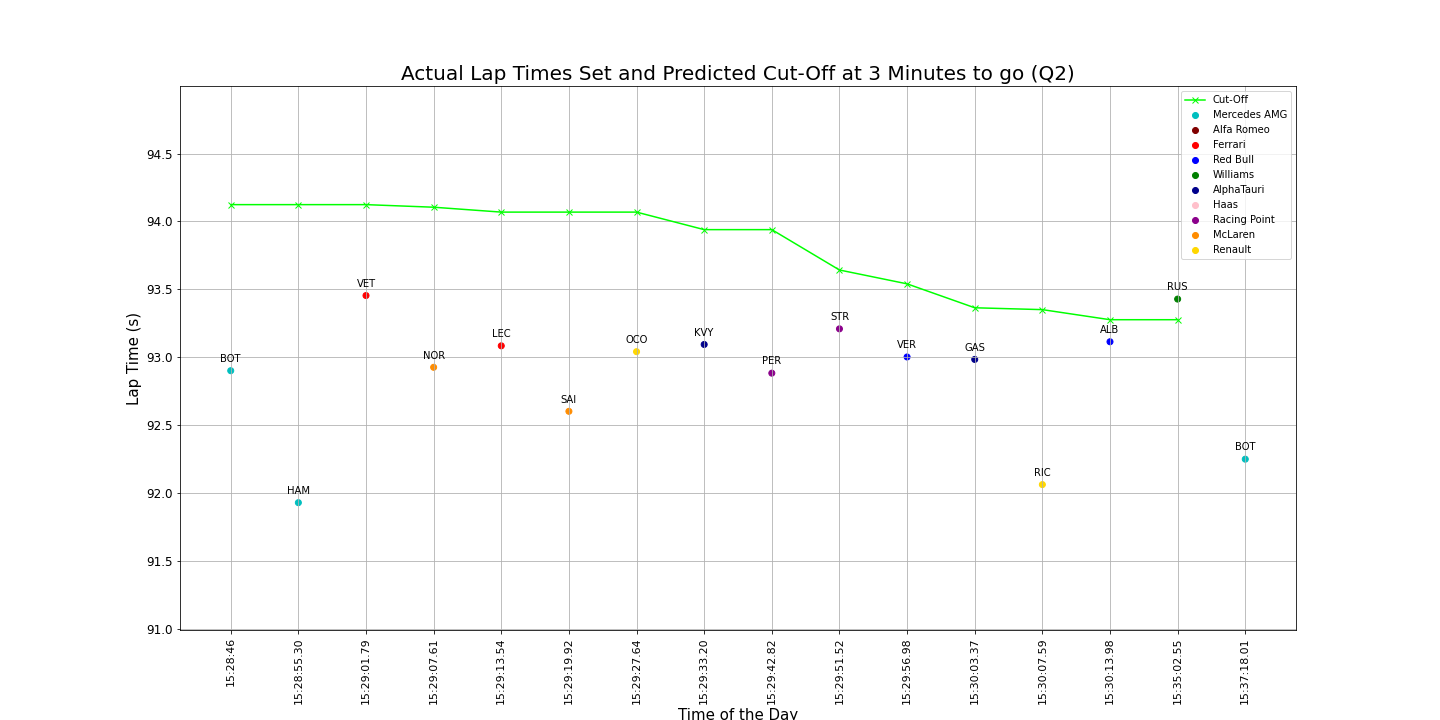 Actual Lap Times Set and Predicted Cut-Off at 3 Minutes to go (Q2)
Cut-Off
Mercedes AMG
Alfa Romeo
Ferrari
Red Bull
Williams
AlphaTauri
Haas
Racing Point
McLaren
Renault
94.5
94.0
93.5
93.0
92.5
92.0
91.5
91.0
Lap Time (s)
BOT
HAM
VET
NOR
LEC
SAI
OCO
KVY
PER
STR
VER
GAS
RIC
ALB
RUS
BOT
15:28:46
15:28:55.30
15:29:01.79
15:29:07.61
15:29:13.54
15:29:19.92
15:29:27.64
15:29:33.20
15:29:42.82
15:29:51.52
15:29:56.98
15:30:03.37
15:30:07.59
15:30:13.98
15:35:02.55
15:37:18.01
Time of the Day